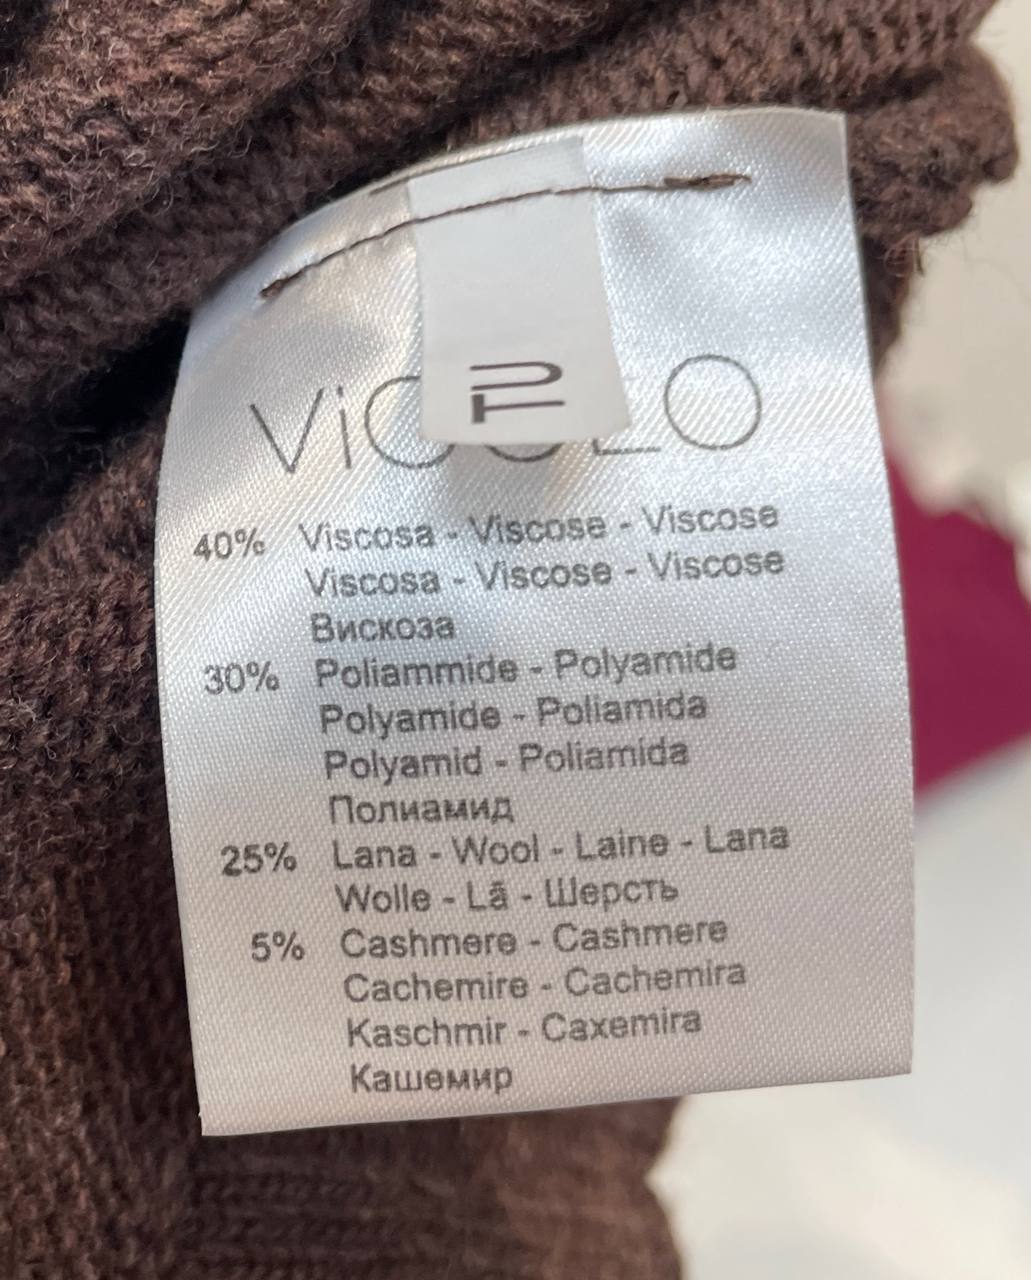 TU
ViCOLO
40% Viscosa - Viscose - Viscose
Viscosa - Viscose - Viscose
Вискоза
30% Poliammide - Polyamide
Polyamide - Poliamida
Polyamid - Poliamida
Полиамид
25% Lana - Wool - Laine - Lana
Wolle - Lã - Шерсть
5% Cashmere - Cashmere
Cachemire - Cachemira
Kaschmir - Caxemira
Кашемир